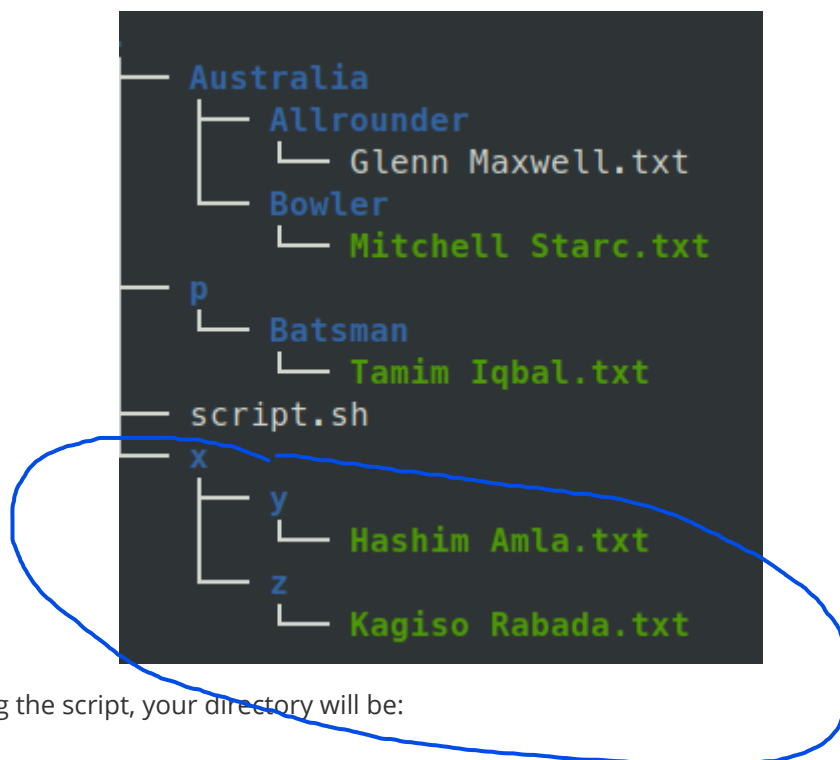 Australia
Allrounder
Glenn Maxwell.txt
Bowler
Mitchell Starc.txt
p
Batsman
Tamim Iqbal.txt
script.sh
x
y
Hashim Amla.txt
z
Kagiso Rabada.txt
the script, your directory will be: